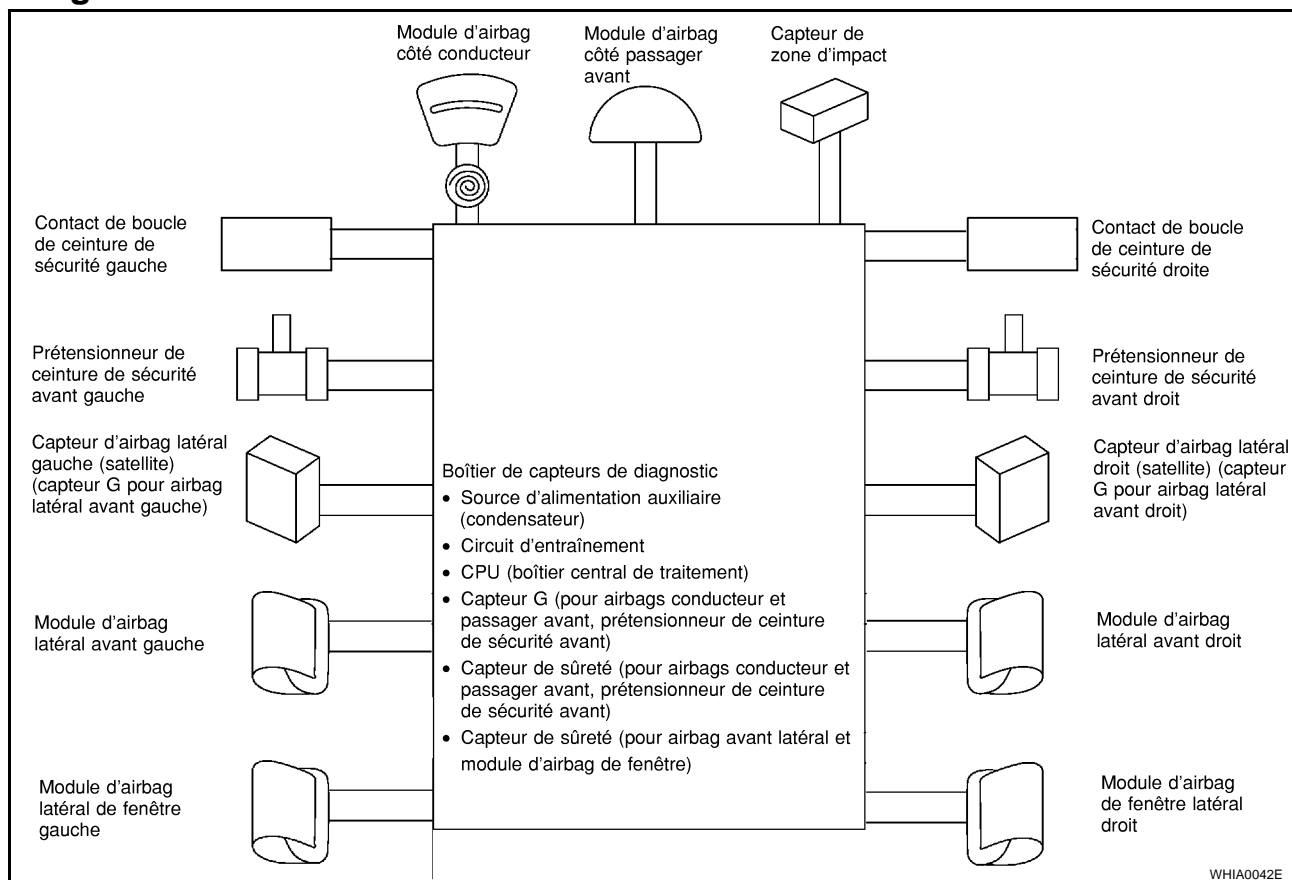 Module d'airbag
côté conducteur
Module d'airbag
côté passager
avant
Capteur de
zone d'impact
Contact de boucle
de ceinture de
sécurité gauche
Contact de boucle
de ceinture de
sécurité droite
Prétensionneur de
ceinture de sécurité
avant gauche
Prétensionneur de
ceinture de sécurité
avant droit
Capteur d'airbag latéral
gauche (satellite)
(capteur G pour airbag
latéral avant gauche)
Capteur d'airbag latéral
droit (satellite) (capteur
G pour airbag latéral
avant droit)
Boîtier de capteurs de diagnostic
• Source d'alimentation auxiliaire
(condensateur)
• Circuit d'entraînement
• CPU (boîtier central de traitement)
• Capteur G (pour airbags conducteur et
passager avant, prétensionneur de ceinture
de sécurité avant)
• Capteur de sûreté (pour airbags conducteur et
passager avant, prétensionneur de ceinture
de sécurité avant)
• Capteur de sûreté (pour airbag avant latéral et
module d'airbag de fenêtre)
Module d'airbag
latéral avant gauche
Module d'airbag
latéral avant droit
Module d'airbag
latéral de fenêtre
gauche
Module d'airbag
de fenêtre latéral
droit
WHIA0042E